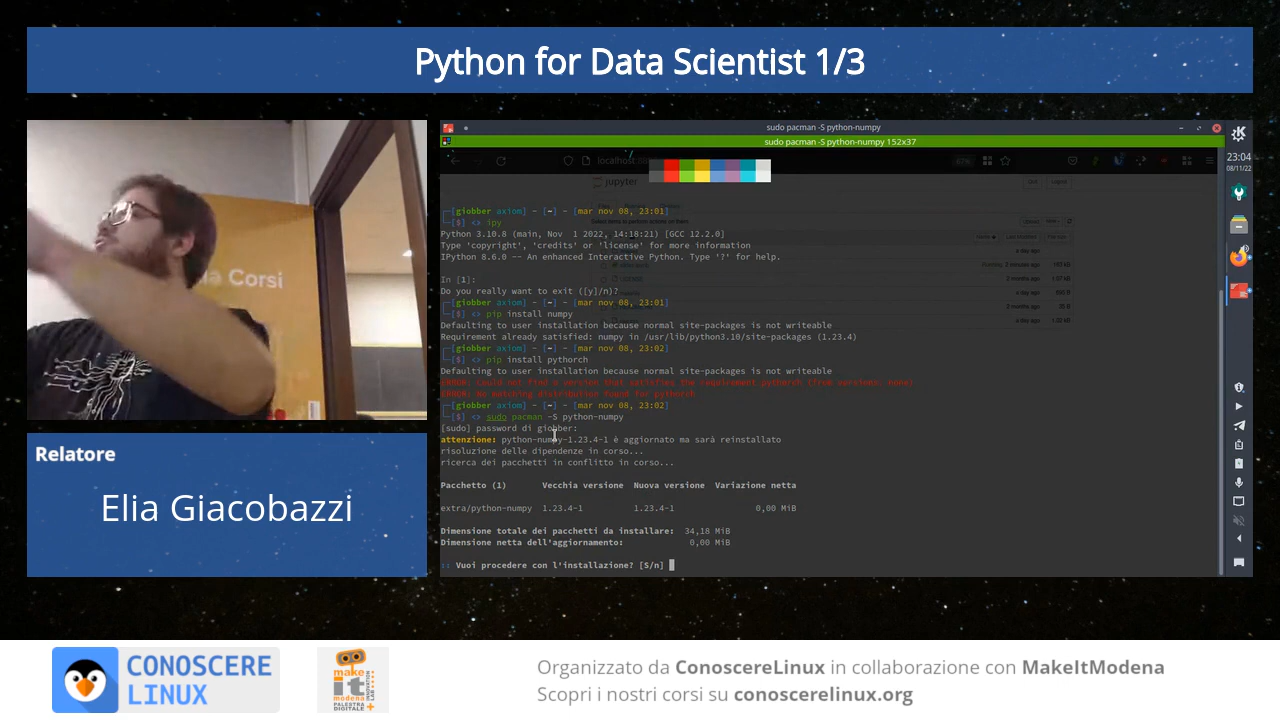 Python for Data Scientist 1/3
a Corsi
Relatore
Elia Giacobazzi
sudo pacman -S python-numpy
sudo pacman -S python-numpy 152x37
23:04
08/11/22
jupyter
[giobber axiom] - [~] - [mar nov 08, 23:01]
[$] <> ipy
Python 3.10.8 (main, Nov 1 2022, 14:18:21) [GCC 12.2.0]
Type 'copyright', 'credits' or 'license' for more information
IPython 8.6.0 -- An enhanced Interactive Python. Type '?' for help.
In [1]:
Do you really want to exit ([y]/n)?
[giobber axiom] - [~] - [mar nov 08, 23:01]
[$] <> pip install numpy
Defaulting to user installation because normal site-packages is not writeable
Requirement already satisfied: numpy in /usr/lib/python3.10/site-packages (1.23.4)
[giobber axiom] - [~] - [mar nov 08, 23:02]
[$] <> pip install pythorch
Defaulting to user installation because normal site-packages is not writeable
ERROR: Could not find a version that satisfies the requirement pythorch (from versions: none)
ERROR: No matching distribution found for pythorch
[giobber axiom] - [~] - [mar nov 08, 23:02]
[$] <> sudo pacman -S python-numpy
[sudo] password di giobber:
attenzione: python-numpy-1.23.4-1 è aggiornato ma sarà reinstallato
risoluzione delle dipendenze in corso...
ricerca dei pacchetti in conflitto in corso...
Pacchetto (1) Vecchia versione Nuova versione Variazione netta
extra/python-numpy 1.23.4-1 1.23.4-1 0,00 MiB
Dimensione totale dei pacchetti da installare: 34,18 MiB
Dimensione netta dell'aggiornamento: 0,00 MiB
:: Vuoi procedere con l'installazione? [S/n]
CONOSCERE
LINUX
make
it
modena
PALESTRA
DIGITALE
INNOVATION
LAB
Organizzato da ConoscereLinux in collaborazione con MakeItModena
Scopri i nostri corsi su conoscerelinux.org